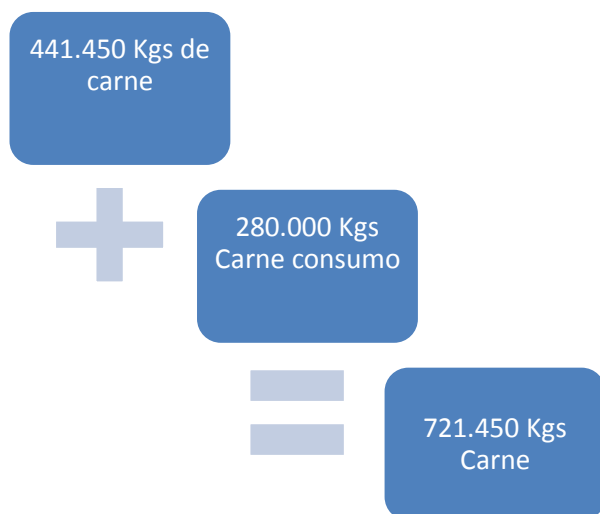 441.450 Kgs de
carne
280.000 Kgs
Carne consumo
721.450 Kgs
Carne